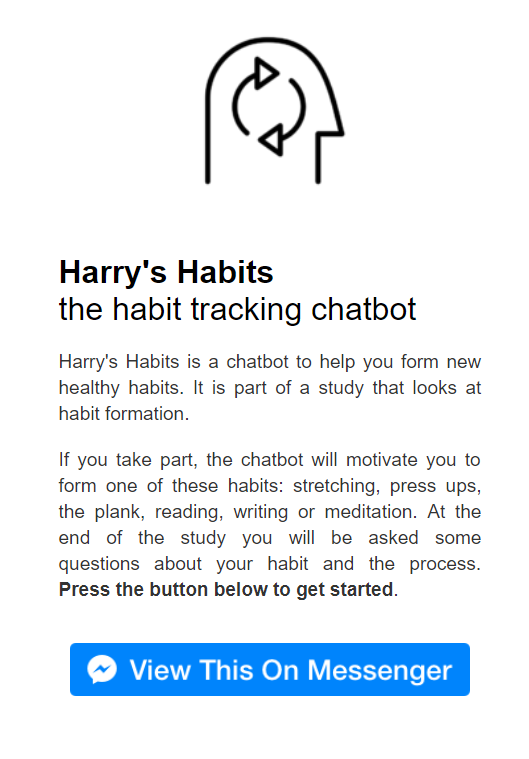 Harry's Habits
the habit tracking chatbot
Harry's Habits is a chatbot to help you form new
healthy habits. It is part of a study that looks at
habit formation.
If you take part, the chatbot will motivate you to
form one of these habits: stretching, press ups,
the plank, reading, writing or meditation. At the
end of the study you will be asked some
questions about your habit and the process.
Press the button below to get started.
View This On Messenger